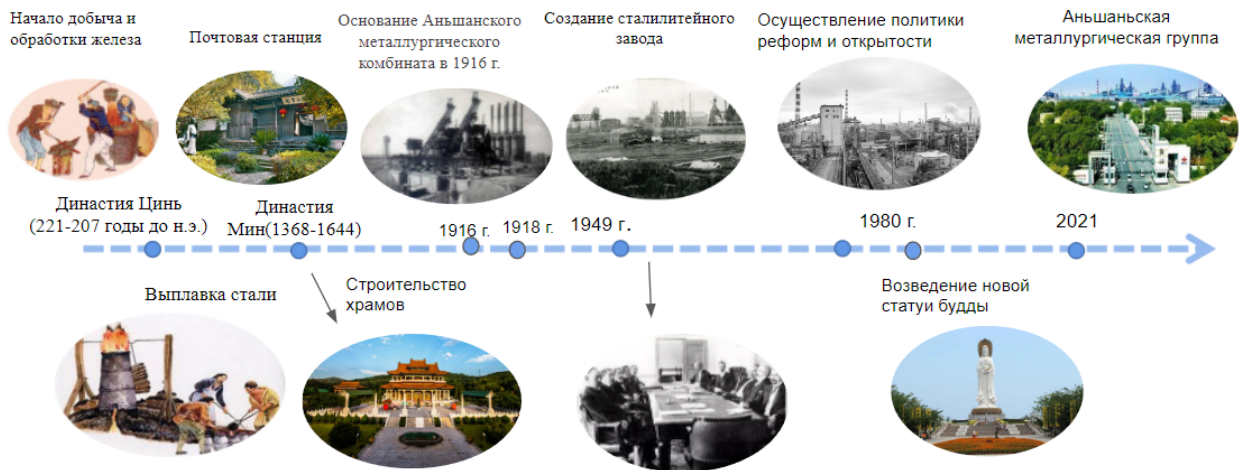 Начало добыча и
обработки железа
Почтовая станция
Основание Аньшанского
металлургического
комбината в 1916 г.
Создание сталилитейного
завода
Осуществление политики
реформ и открытости
Аньшаньская
металлургическая группа
Династия Цинь
(221-207 годы до н.э.)
Династия
Мин(1368-1644)
1916 г.
1918 г.
1949 г.
1980 г.
2021
Выплавка стали
Строительство
храмов
Возведение новой
статуи будды